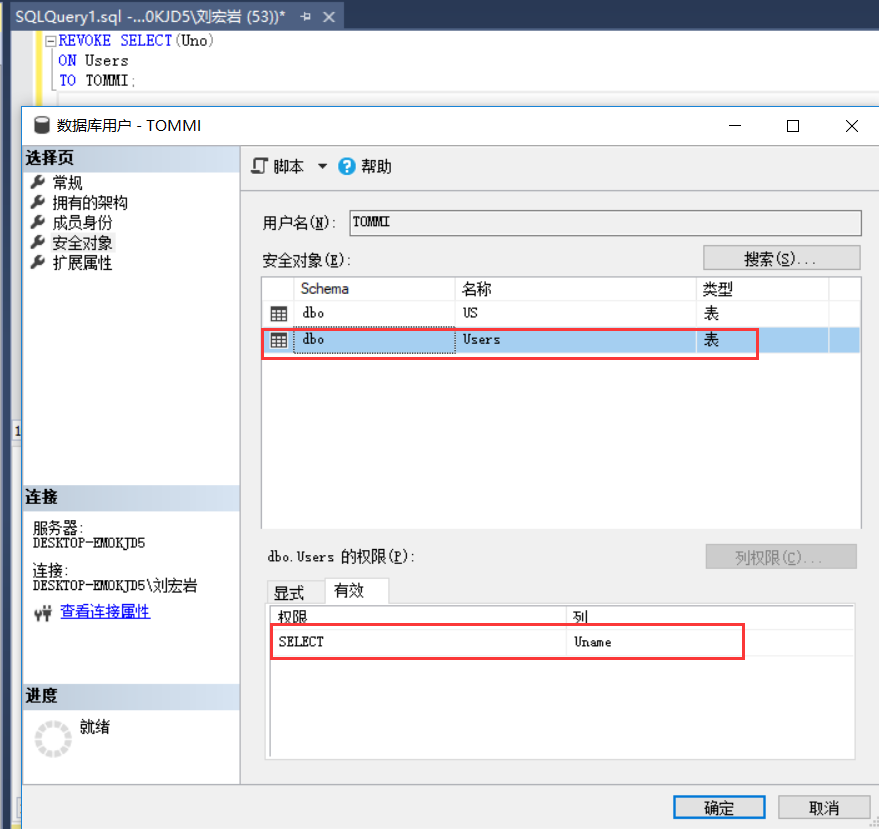 SQLQuery1.sql -...0KJD5\刘宏岩 (53))*
REVOKE SELECT(Uno)
ON Users
TO TOMMI;
数据库用户 - TOMMI
选择页
常规
拥有的架构
成员身份
安全对象
扩展属性
脚本
帮助
用户名(N):
TOMMI
安全对象(E):
搜索(S)...
Schema 名称 类型
dbo US 表
dbo Users 表
1
连接
服务器:
DESKTOP-EMOKJD5
连接:
DESKTOP-EMOKJD5\刘宏岩
查看连接属性
进度
就绪
dbo.Users 的权限(P):
列权限(C)...
显式 有效
权限 列
SELECT Uname
确定 取消